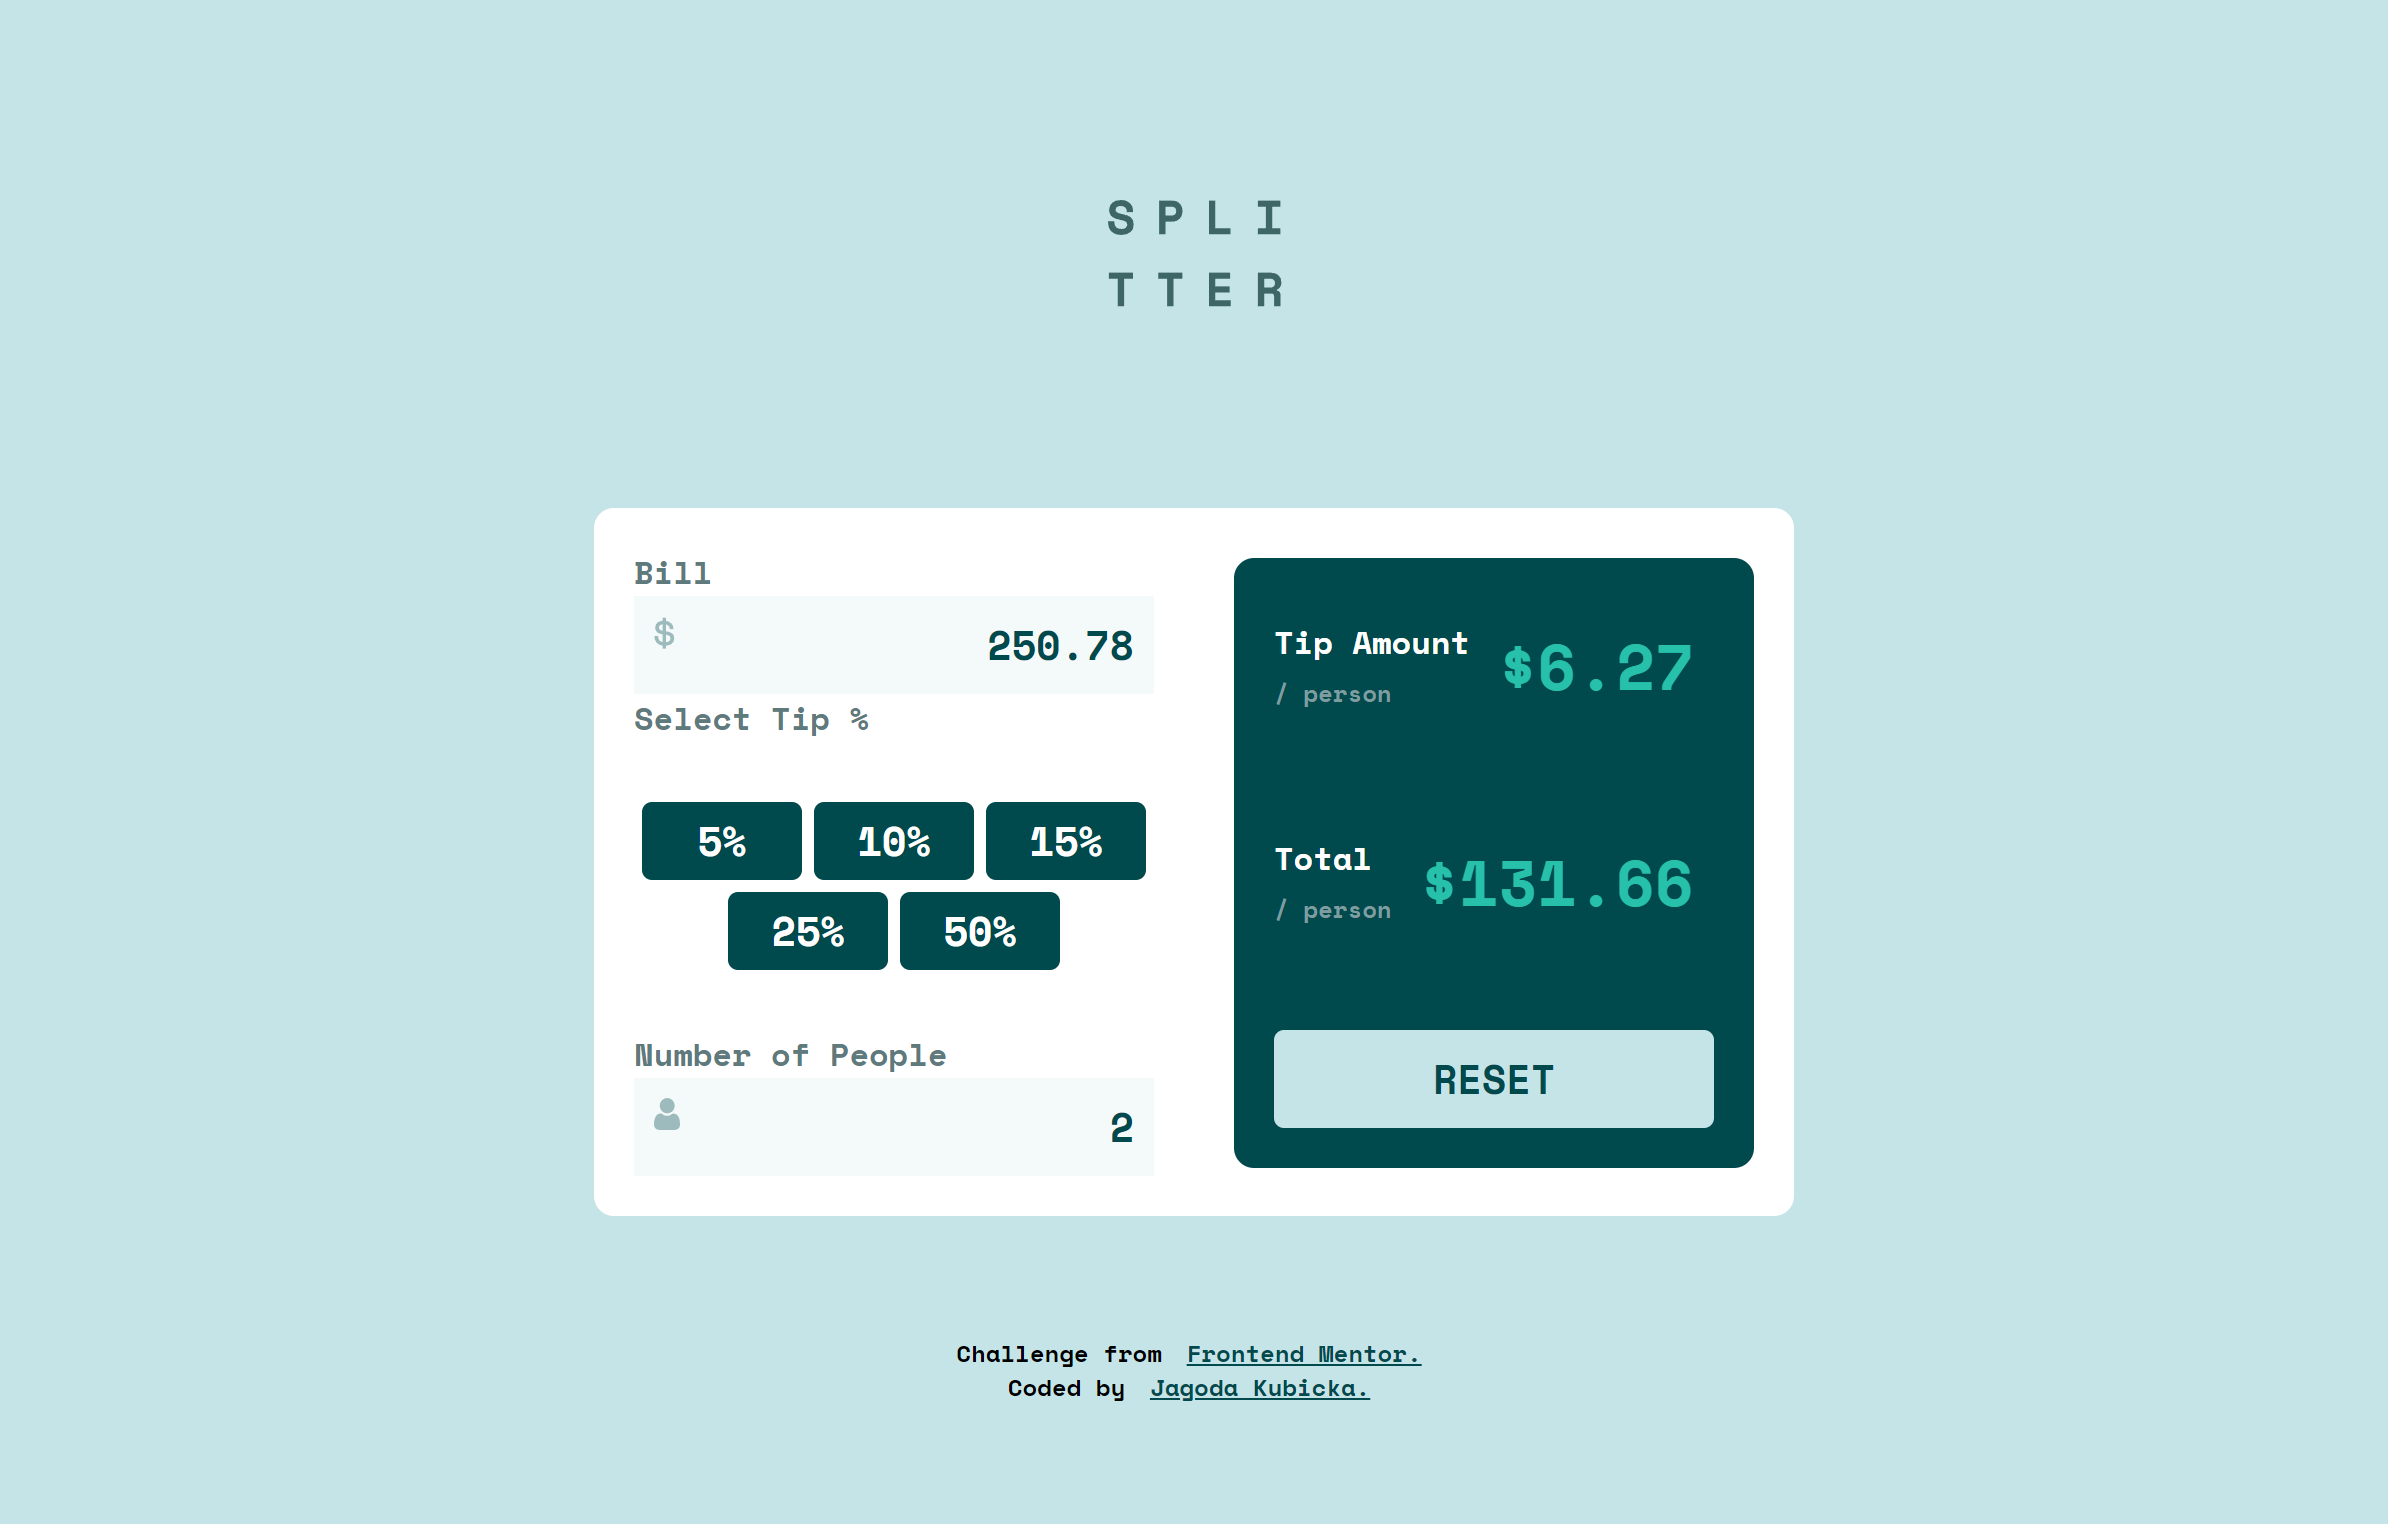 SPLI
TTER
Bill
$ 250.78
Select Tip %
5% 10% 15%
25% 50%
Number of People
2
Tip Amount
/ person
$6.27
Total
/ person
$131.66
RESET
Challenge from Frontend Mentor.
Coded by Jagoda Kubicka.